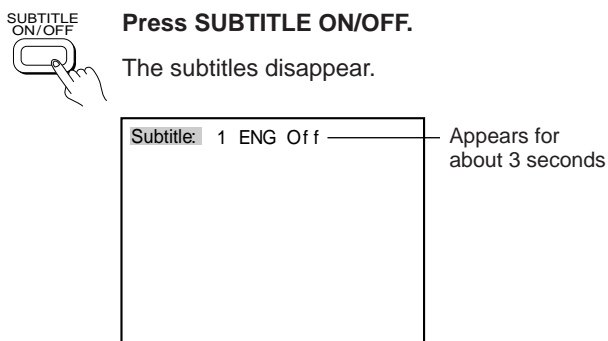 SUBTITLE
ON/OFF
Press SUBTITLE ON/OFF.
The subtitles disappear.
Subtitle: 1 ENG Off
Appears for
about 3 seconds